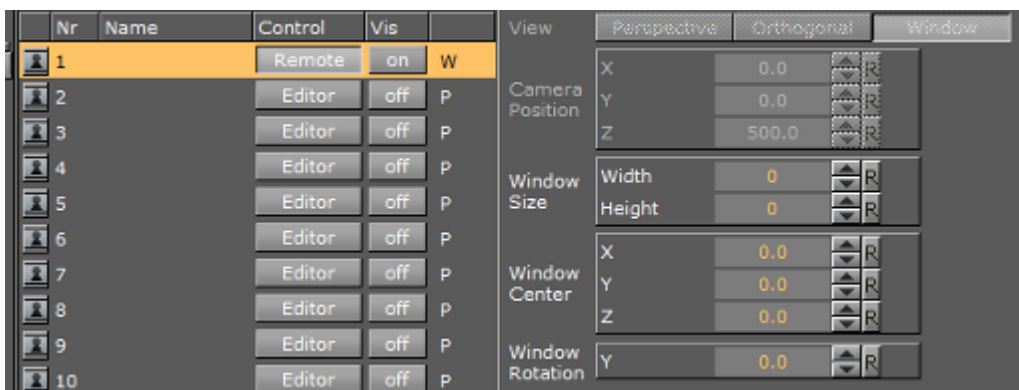 Nr Name Control Vis
1 Remote on W
2 Editor off P
3 Editor off P
4 Editor off P
5 Editor off P
6 Editor off P
7 Editor off P
8 Editor off P
9 Editor off P
10 Editor off P
View Perspective Orthogonal Window
Camera Position
X 0.0 R
Y 0.0 R
Z 500.0 R
Window Size
Width 0 R
Height 0 R
Window Center
X 0.0 R
Y 0.0 R
Z 0.0 R
Window Rotation
Y 0.0 R